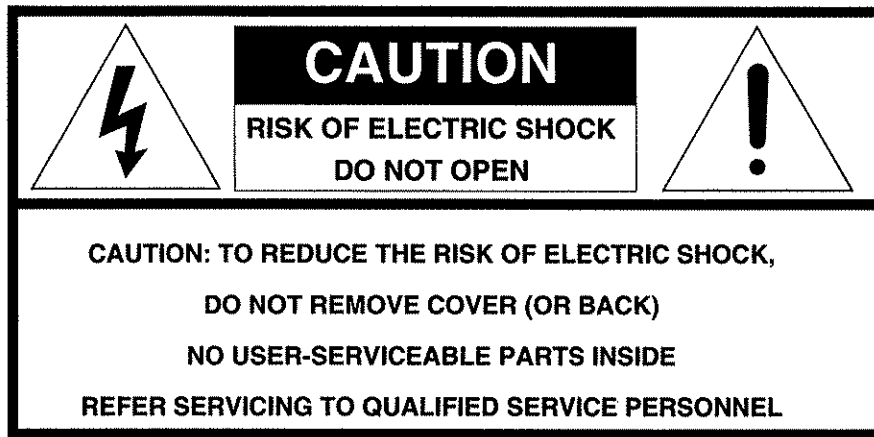 CAUTION
RISK OF ELECTRIC SHOCK
DO NOT OPEN
CAUTION: TO REDUCE THE RISK OF ELECTRIC SHOCK,
DO NOT REMOVE COVER (OR BACK)
NO USER-SERVICEABLE PARTS INSIDE
REFER SERVICING TO QUALIFIED SERVICE PERSONNEL